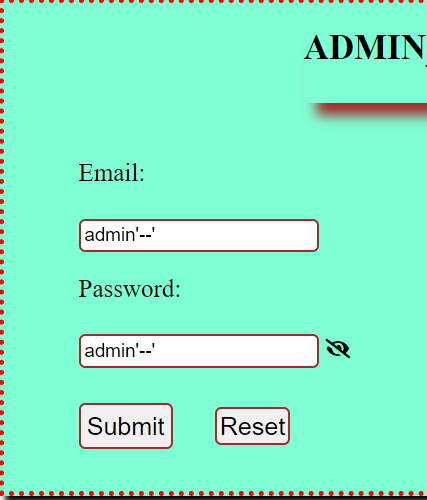 ADMIN
Email:
admin'--'
Password:
admin'--'
Submit
Reset